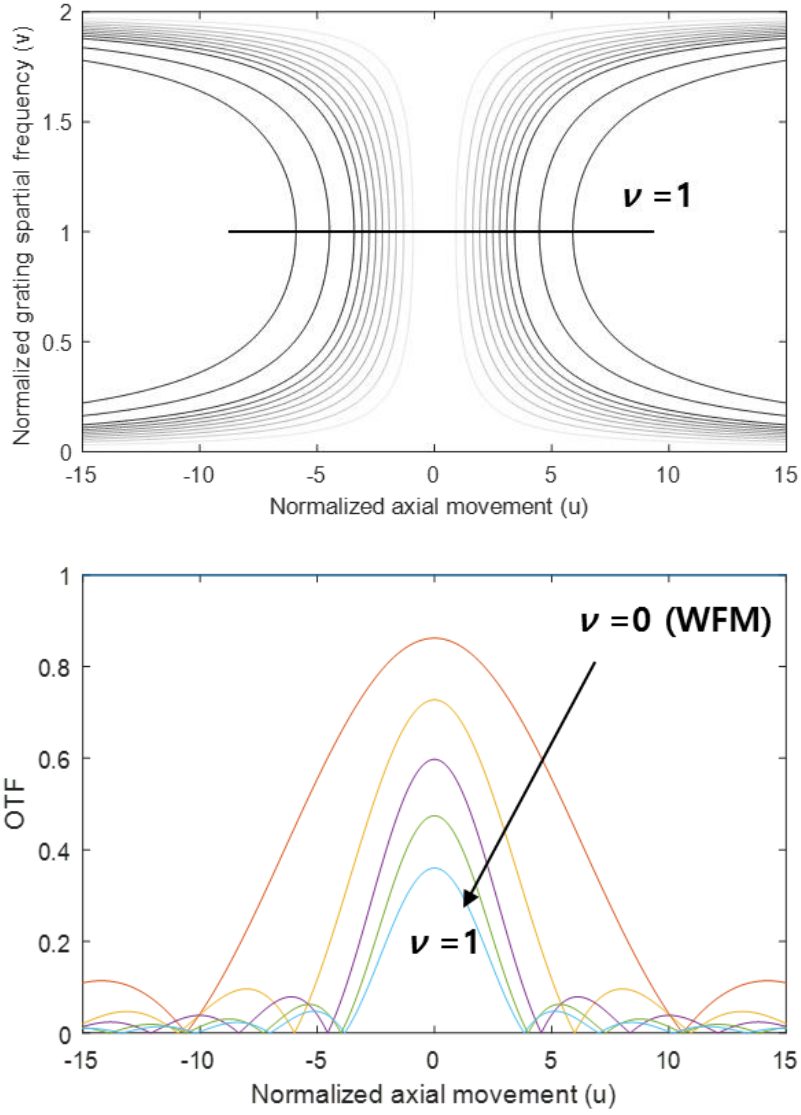 2
1.5
1
0.5
0
Normalized grating spartial frequency (ν)
ν =1
-15 -10 -5 0 5 10 15
Normalized axial movement (u)
1
0.8
0.6
0.4
0.2
0
OTF
ν =0 (WFM)
ν =1
-15 -10 -5 0 5 10 15
Normalized axial movement (u)